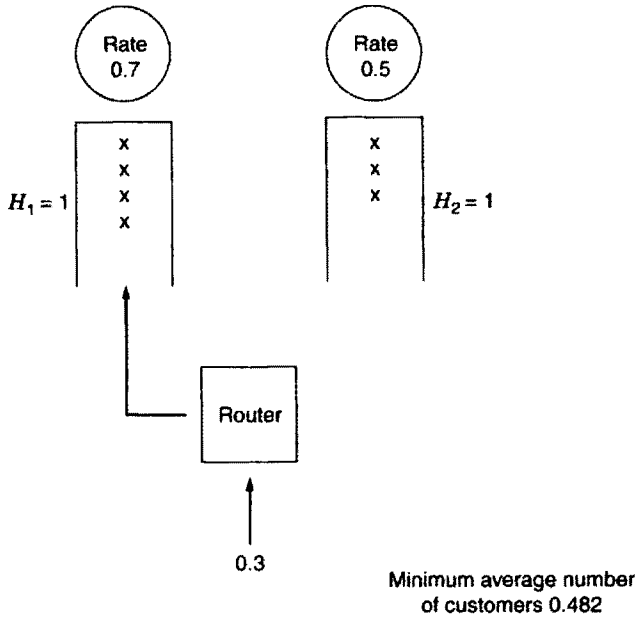 Rate
0.7
Rate
0.5
x
x
x
x
x
x
x
H₁ = 1
H₂ = 1
Router
0.3
Minimum average number
of customers 0.482